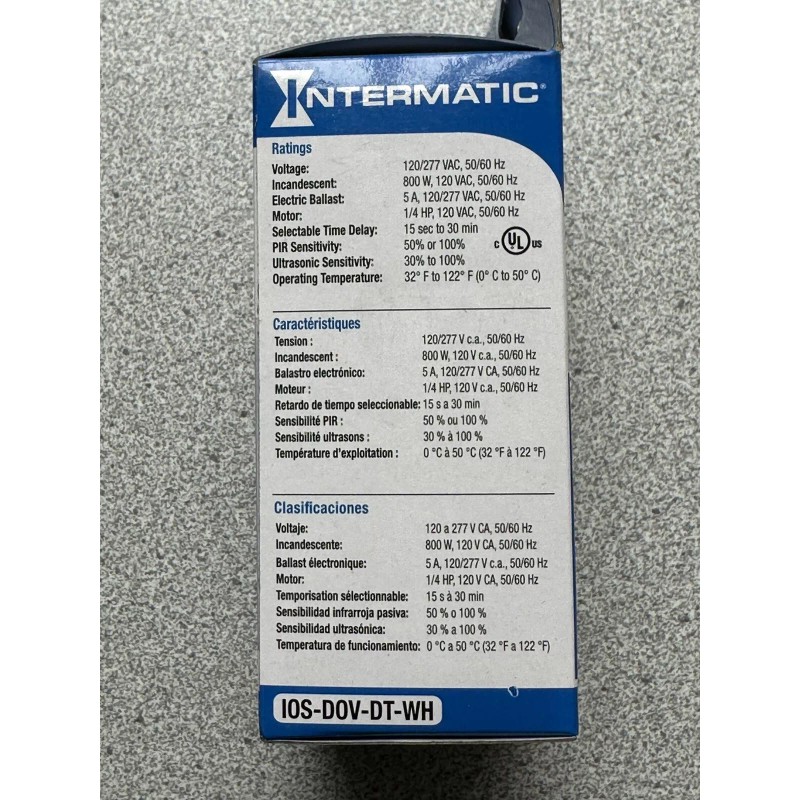 INTERMATIC®
Ratings
Voltage: 120/277 VAC, 50/60 Hz
Incandescent: 800 W, 120 VAC, 50/60 Hz
Electric Ballast: 5 A, 120/277 VAC, 50/60 Hz
Motor: 1/4 HP, 120 VAC, 50/60 Hz
Selectable Time Delay: 15 sec to 30 min
PIR Sensitivity: 50% or 100%
C UL US
Ultrasonic Sensitivity: 30% to 100%
Operating Temperature: 32° F to 122° F (0° C to 50° C)
Caractéristiques
Tension : 120/277 V c.a., 50/60 Hz
Incandescent : 800 W, 120 V c.a., 50/60 Hz
Balastro electrónico: 5 A, 120/277 V CA, 50/60 Hz
Moteur : 1/4 HP, 120 V c.a., 50/60 Hz
Retardo de tiempo seleccionable: 15 s a 30 min
Sensibilité PIR : 50 % ou 100 %
Sensibilité ultrasons : 30 % à 100 %
Température d'exploitation : 0 °C à 50 °C (32 °F à 122 °F)
Clasificaciones
Voltaje: 120 a 277 V CA, 50/60 Hz
Incandescente: 800 W, 120 V CA, 50/60 Hz
Ballast électronique: 5 A, 120/277 V c.a., 50/60 Hz
Motor: 1/4 HP, 120 V CA, 50/60 Hz
Temporisation sélectionnable: 15 s à 30 min
Sensibilidad infrarroja pasiva: 50 % o 100 %
Sensibilidad ultrasónica: 30 % a 100 %
Temperatura de funcionamiento: 0 °C a 50 °C (32 °F a 122 °F)
IOS-DOV-DT-WH